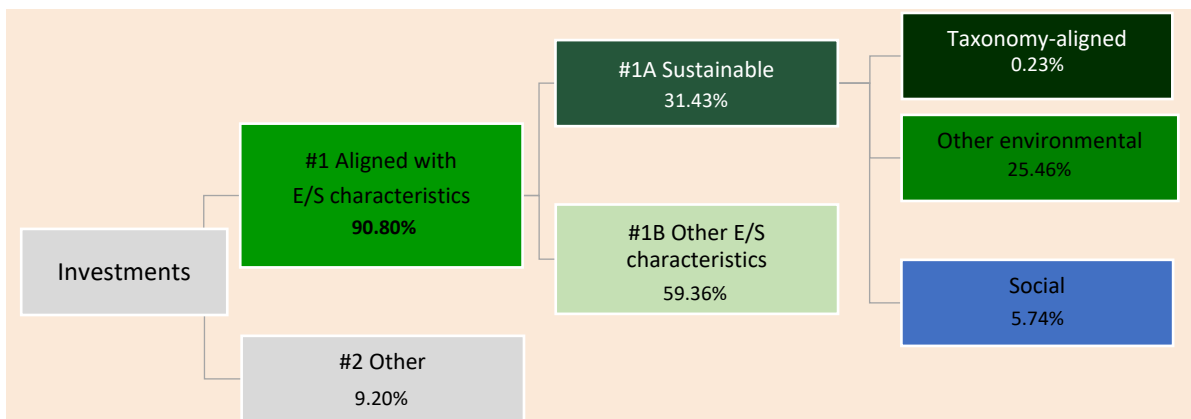 Investments
#1 Aligned with
E/S characteristics
90.80%
#2 Other
9.20%
#1A Sustainable
31.43%
#1B Other E/S
characteristics
59.36%
Taxonomy-aligned
0.23%
Other environmental
25.46%
Social
5.74%